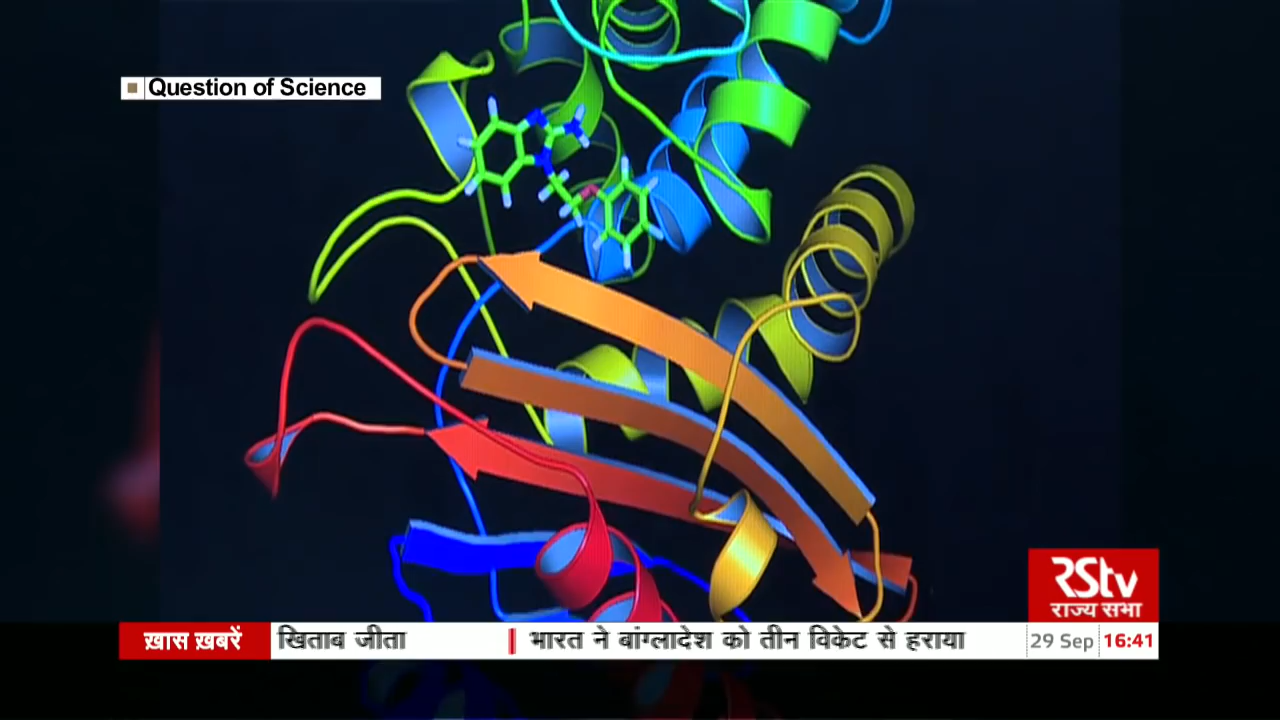 Question of Science
RStv
राज्य सभा
ख़ास ख़बरें
खिताब जीता
भारत ने बांग्लादेश को तीन विकेट से हराया
29 Sep
16:41